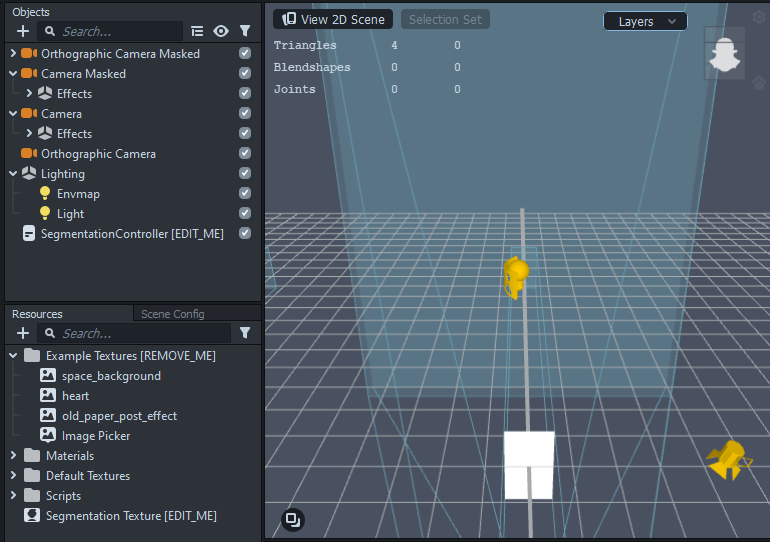 Objects
Search...
Orthographic Camera Masked
Camera Masked
Effects
Camera
Effects
Orthographic Camera
Lighting
Envmap
Light
SegmentationController [EDIT_ME]
Resources
Scene Config
Search...
Example Textures [REMOVE_ME]
space_background
heart
old_paper_post_effect
Image Picker
Materials
Default Textures
Scripts
Segmentation Texture [EDIT_ME]
View 2D Scene
Selection Set
Layers
Triangles 4 0
Blendshapes 0 0
Joints 0 0